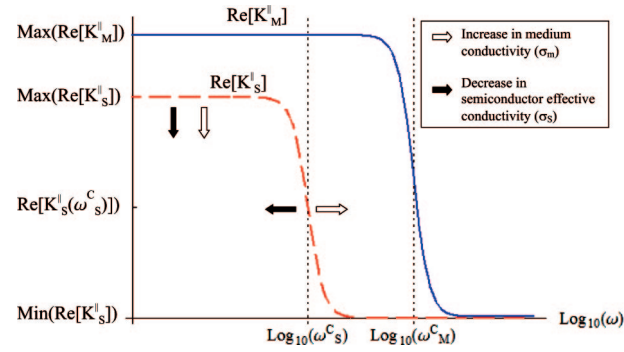 Re[K‖M]
Max(Re[K‖M])
Increase in medium
conductivity (σm)
Max(Re[K‖S])
Re[K‖S]
Decrease in
semiconductor effective
conductivity (σS)
Re[K‖S(ωCS)])
Min(Re[K‖S])
Log10(ω)
Log10(ωCS)
Log10(ωCM)